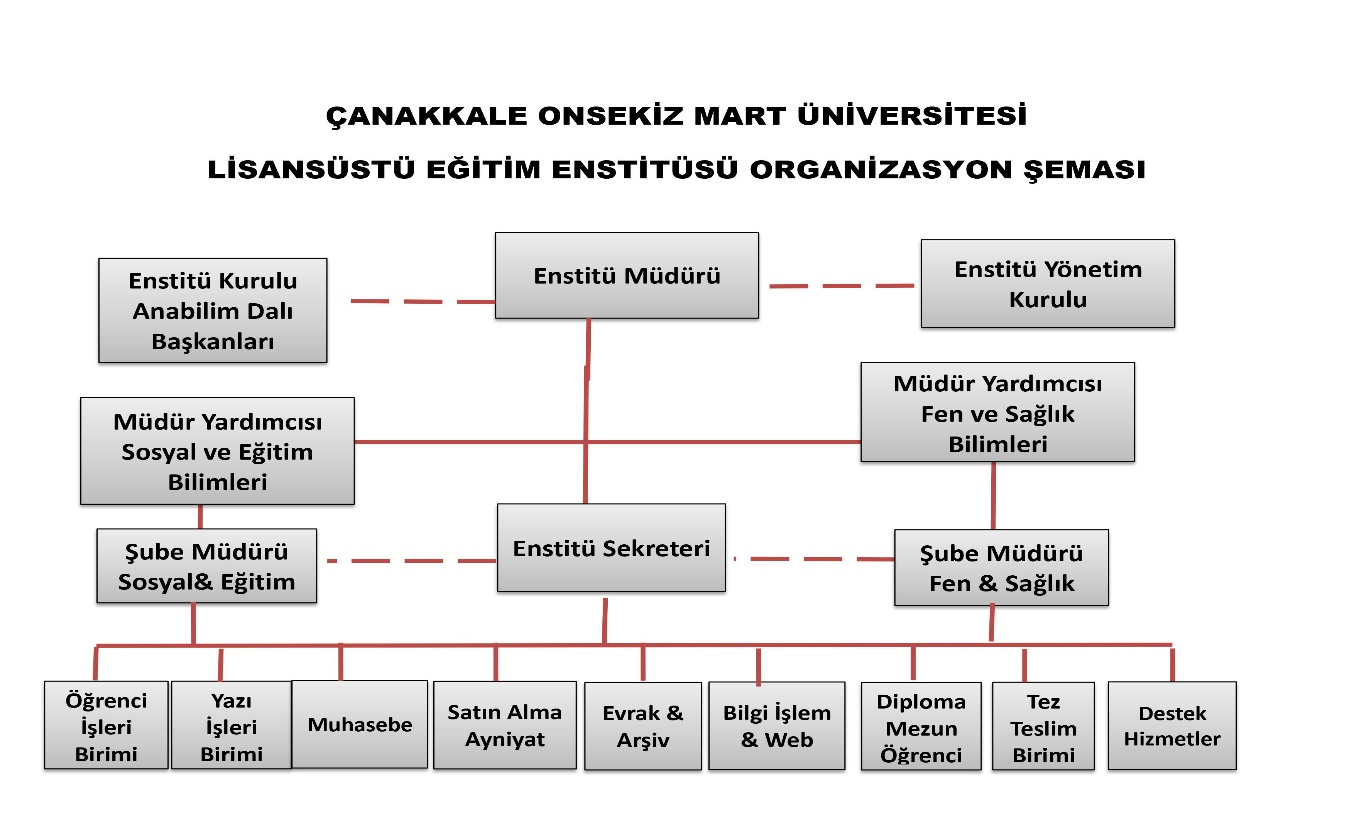 ÇANAKKALE ONSEKİZ MART ÜNİVERSİTESİ
LİSANSÜSTÜ EĞİTİM ENSTİTÜSÜ ORGANİZASYON ŞEMASI
Enstitü Kurulu
Anabilim Dalı
Başkanları
Enstitü Müdürü
Enstitü Yönetim
Kurulu
Müdür Yardımcısı
Sosyal ve Eğitim
Bilimleri
Müdür Yardımcısı
Fen ve Sağlık
Bilimleri
Şube Müdürü
Sosyal& Eğitim
Enstitü Sekreteri
Şube Müdürü
Fen & Sağlık
Öğrenci
İşleri
Birimi
Yazı
İşleri
Birimi
Muhasebe
Satın Alma
Ayniyat
Evrak &
Arşiv
Bilgi İşlem
& Web
Diploma
Mezun
Öğrenci
Tez
Teslim
Birimi
Destek
Hizmetler